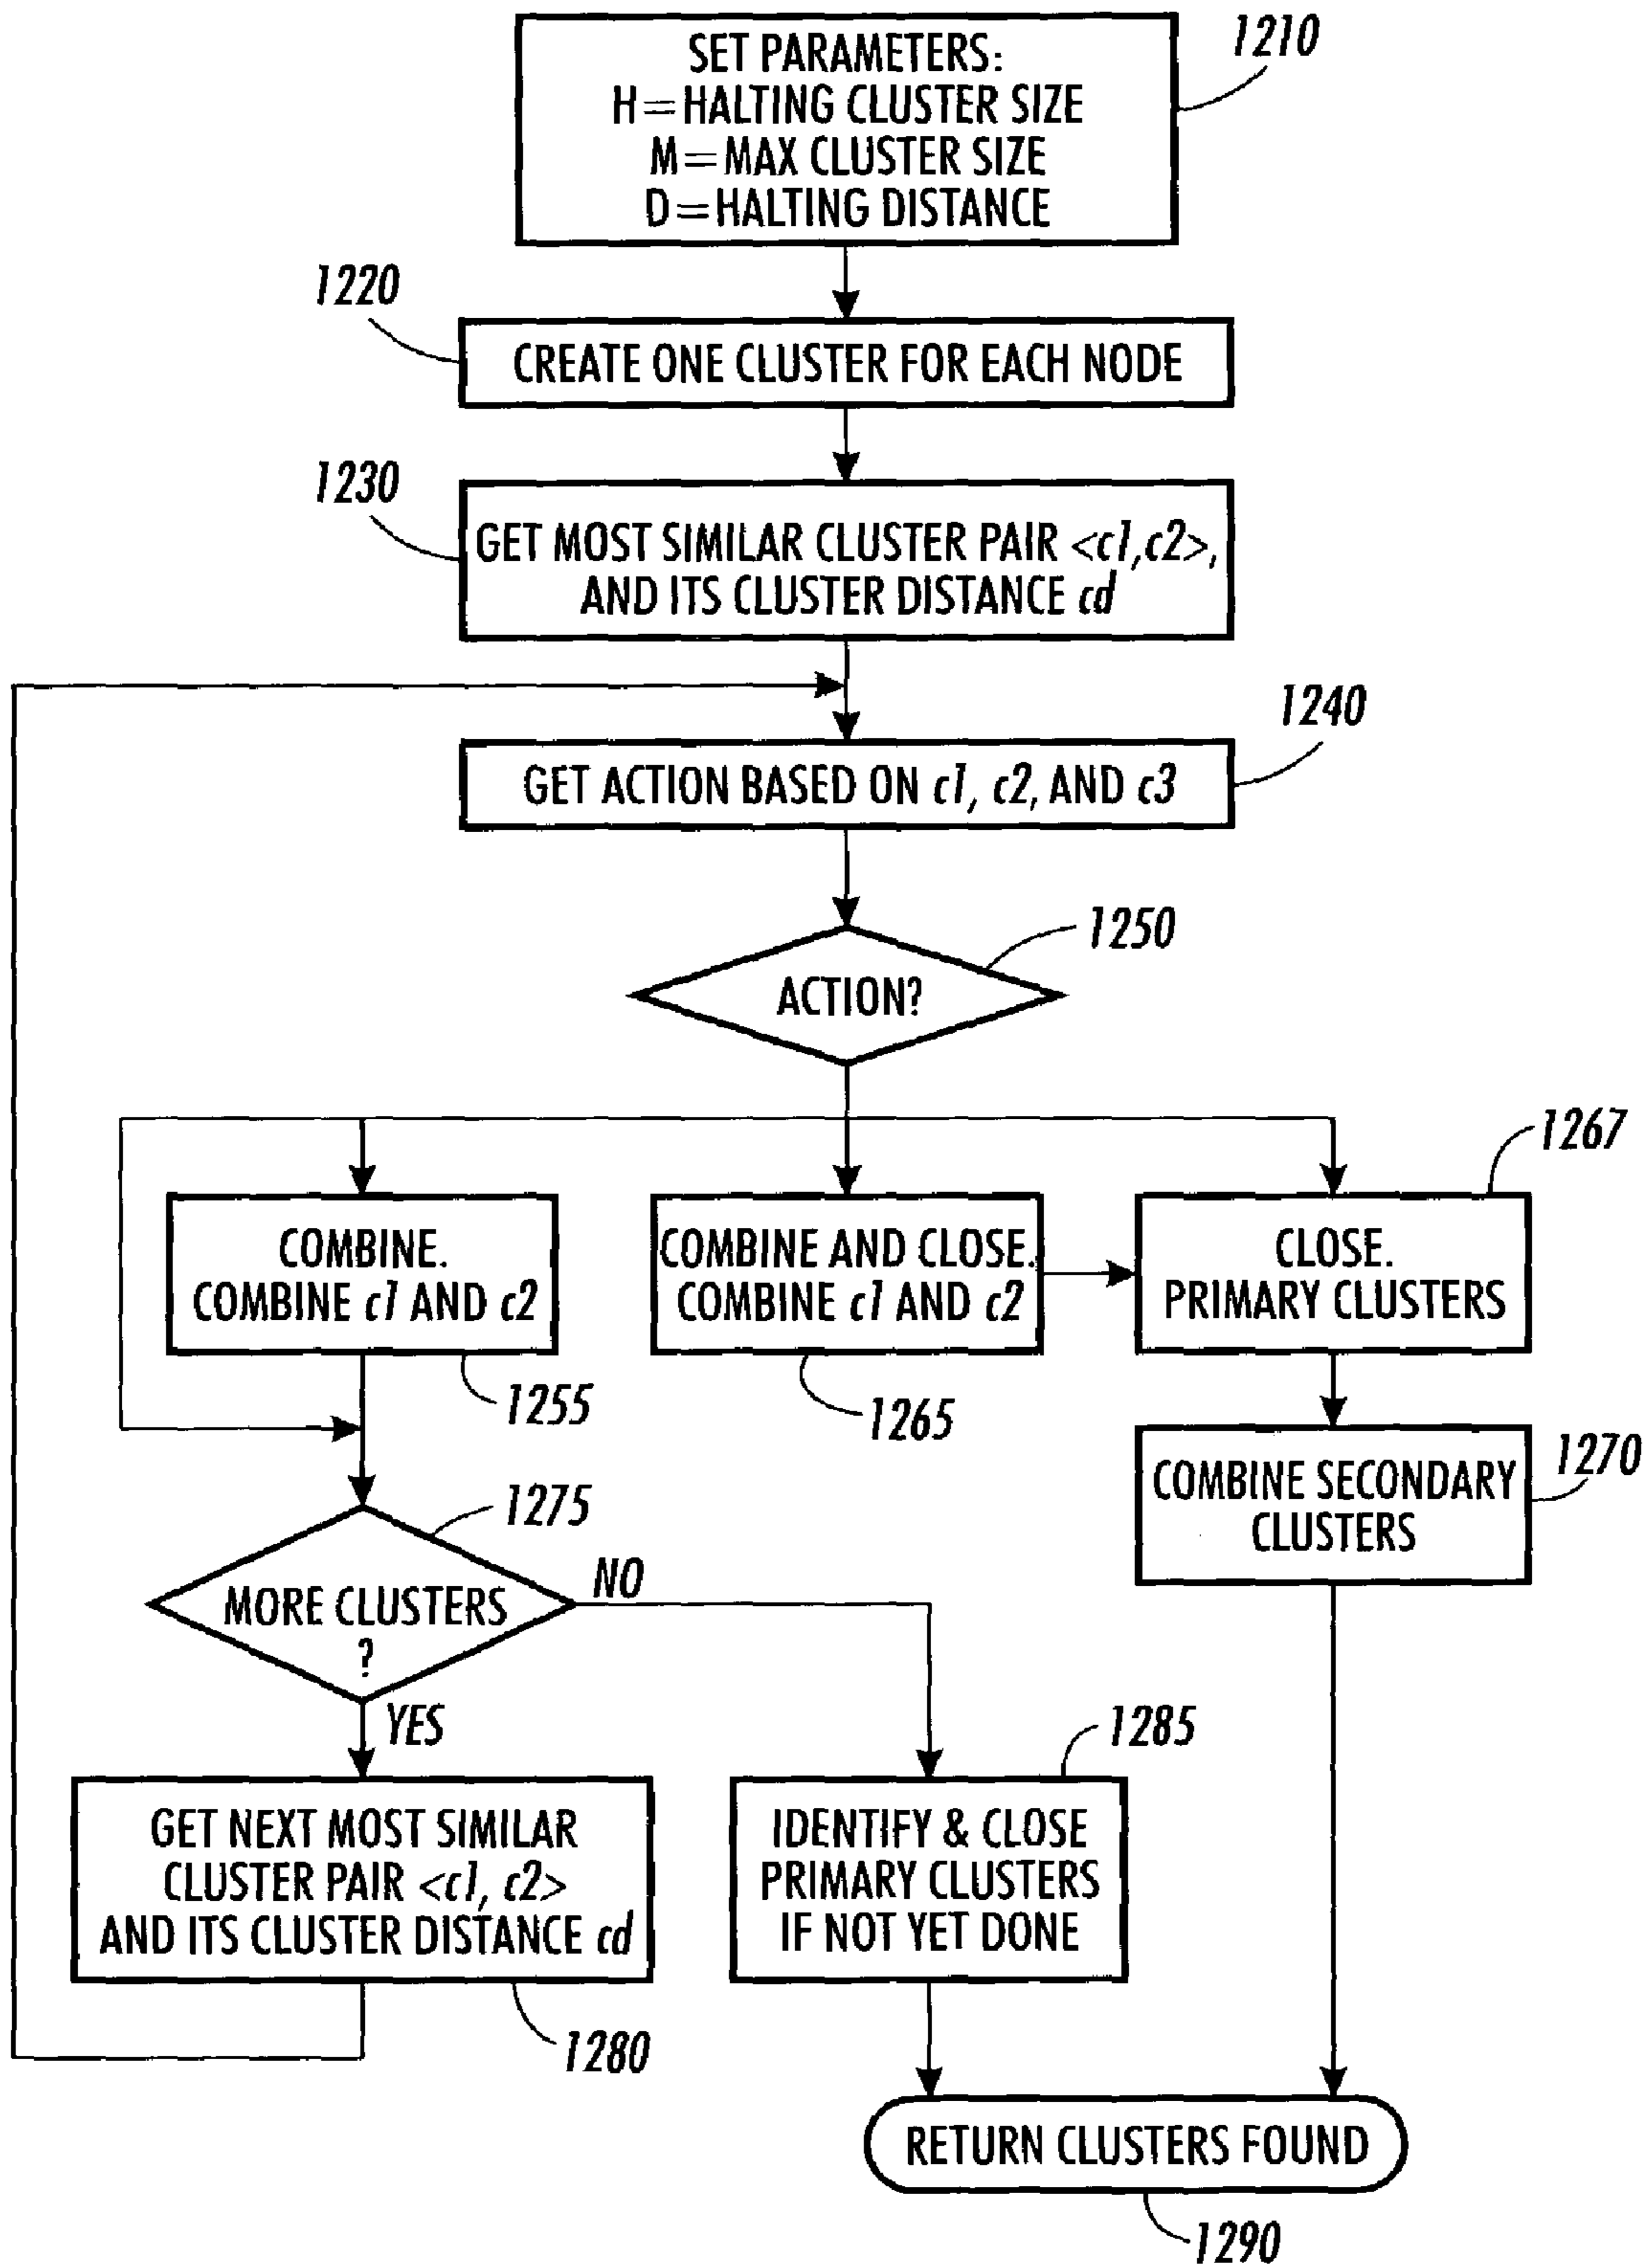 SET PARAMETERS:
H=HALTING CLUSTER SIZE
M=MAX CLUSTER SIZE
D=HALTING DISTANCE
1210
1220
CREATE ONE CLUSTER FOR EACH NODE
1230
GET MOST SIMILAR CLUSTER PAIR <c1,c2>,
AND ITS CLUSTER DISTANCE cd
1240
GET ACTION BASED ON c1, c2, AND c3
1250
ACTION?
1267
COMBINE.
COMBINE c1 AND c2
1255
COMBINE AND CLOSE.
COMBINE c1 AND c2
1265
CLOSE.
PRIMARY CLUSTERS
1270
COMBINE SECONDARY
CLUSTERS
1275
MORE CLUSTERS
?
NO
YES
1285
GET NEXT MOST SIMILAR
CLUSTER PAIR <c1, c2>
AND ITS CLUSTER DISTANCE cd
1280
IDENTIFY & CLOSE
PRIMARY CLUSTERS
IF NOT YET DONE
RETURN CLUSTERS FOUND
1290